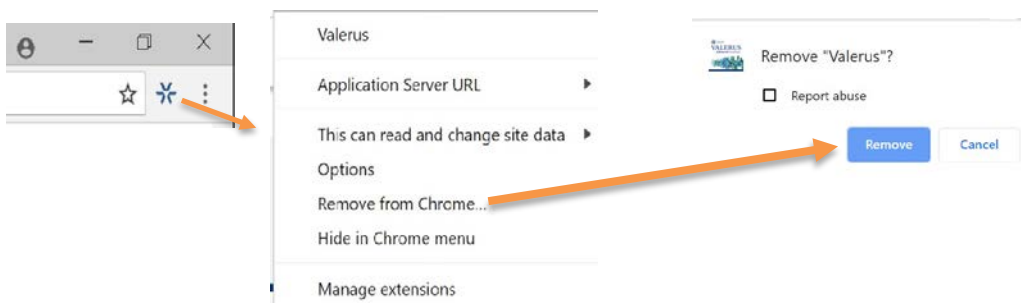 Valerus
Application Server URL
This can read and change site data
Options
Remove from Chrome...
Hide in Chrome menu
Manage extensions
VALERUS
Remove "Valerus"?
Report abuse
Remove
Cancel